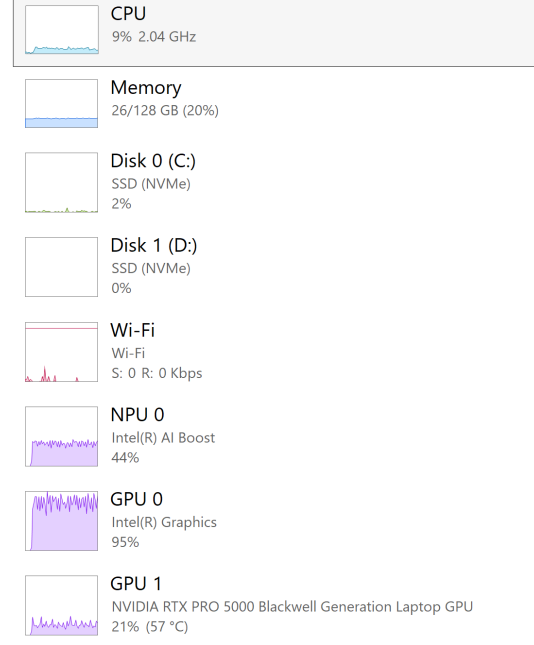 CPU
9% 2.04 GHz
Memory
26/128 GB (20%)
Disk 0 (C:)
SSD (NVMe)
2%
Disk 1 (D:)
SSD (NVMe)
0%
Wi-Fi
Wi-Fi
S: 0 R: 0 Kbps
NPU 0
Intel(R) AI Boost
44%
GPU 0
Intel(R) Graphics
95%
GPU 1
NVIDIA RTX PRO 5000 Blackwell Generation Laptop GPU
21% (57 °C)